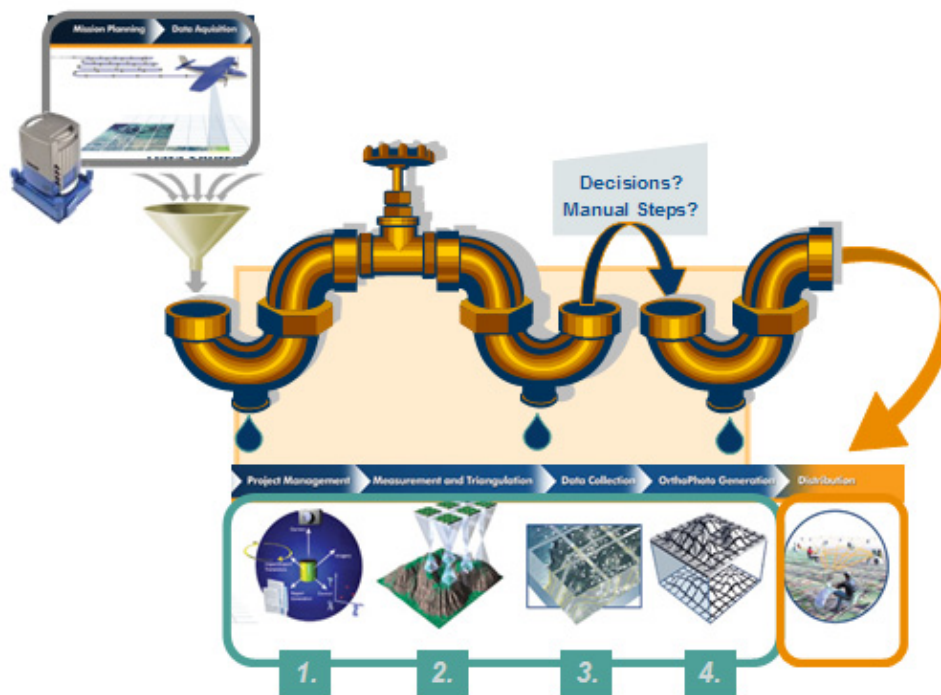 Mission Planning
Data Aquisition
Decisions?
Manual Steps?
Project Management
Measurement and Triangulation
Data Collection
OrthoPhoto Generation
Distribution
1.
2.
3.
4.